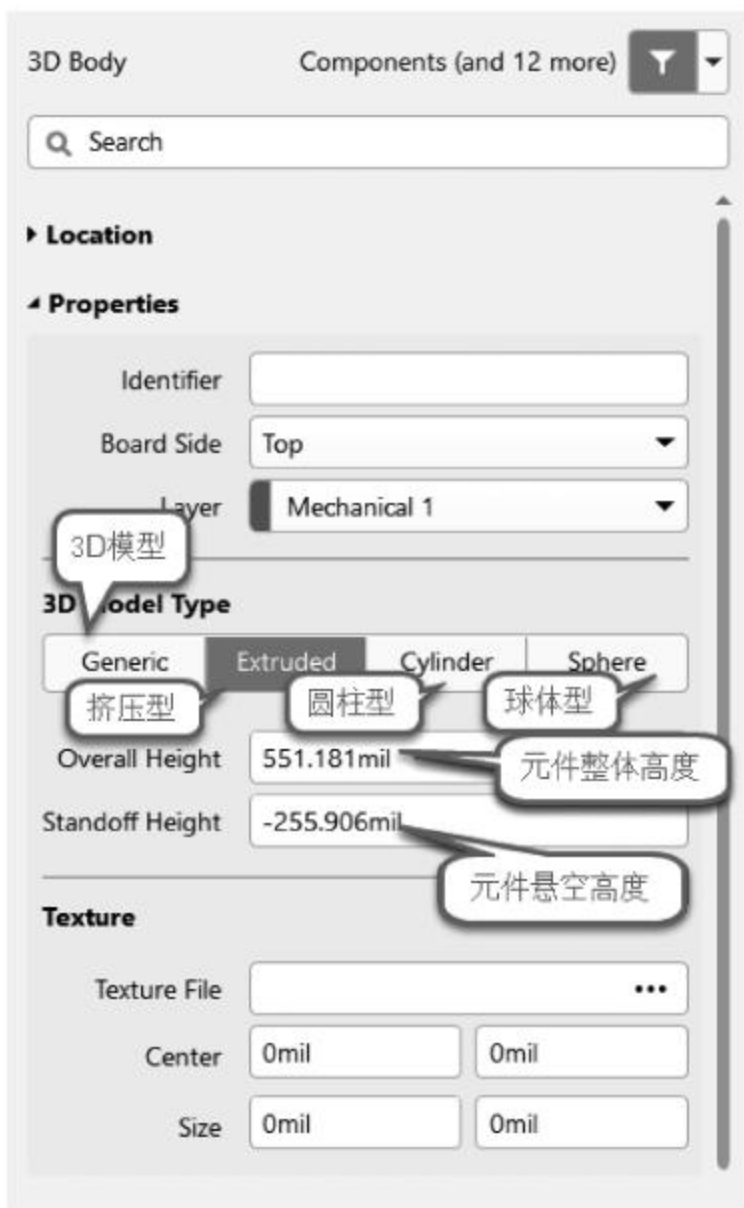 3D Body Components (and 12 more)
Search
Location
Properties
Identifier
Board Side Top
Layer Mechanical 1
3D模型
3D Model Type
Generic Extruded Cylinder Sphere
挤压型 圆柱型 球体型
Overall Height 551.181mil 元件整体高度
Standoff Height -255.906mil
元件悬空高度
Texture
Texture File •••
Center 0mil 0mil
Size 0mil 0mil